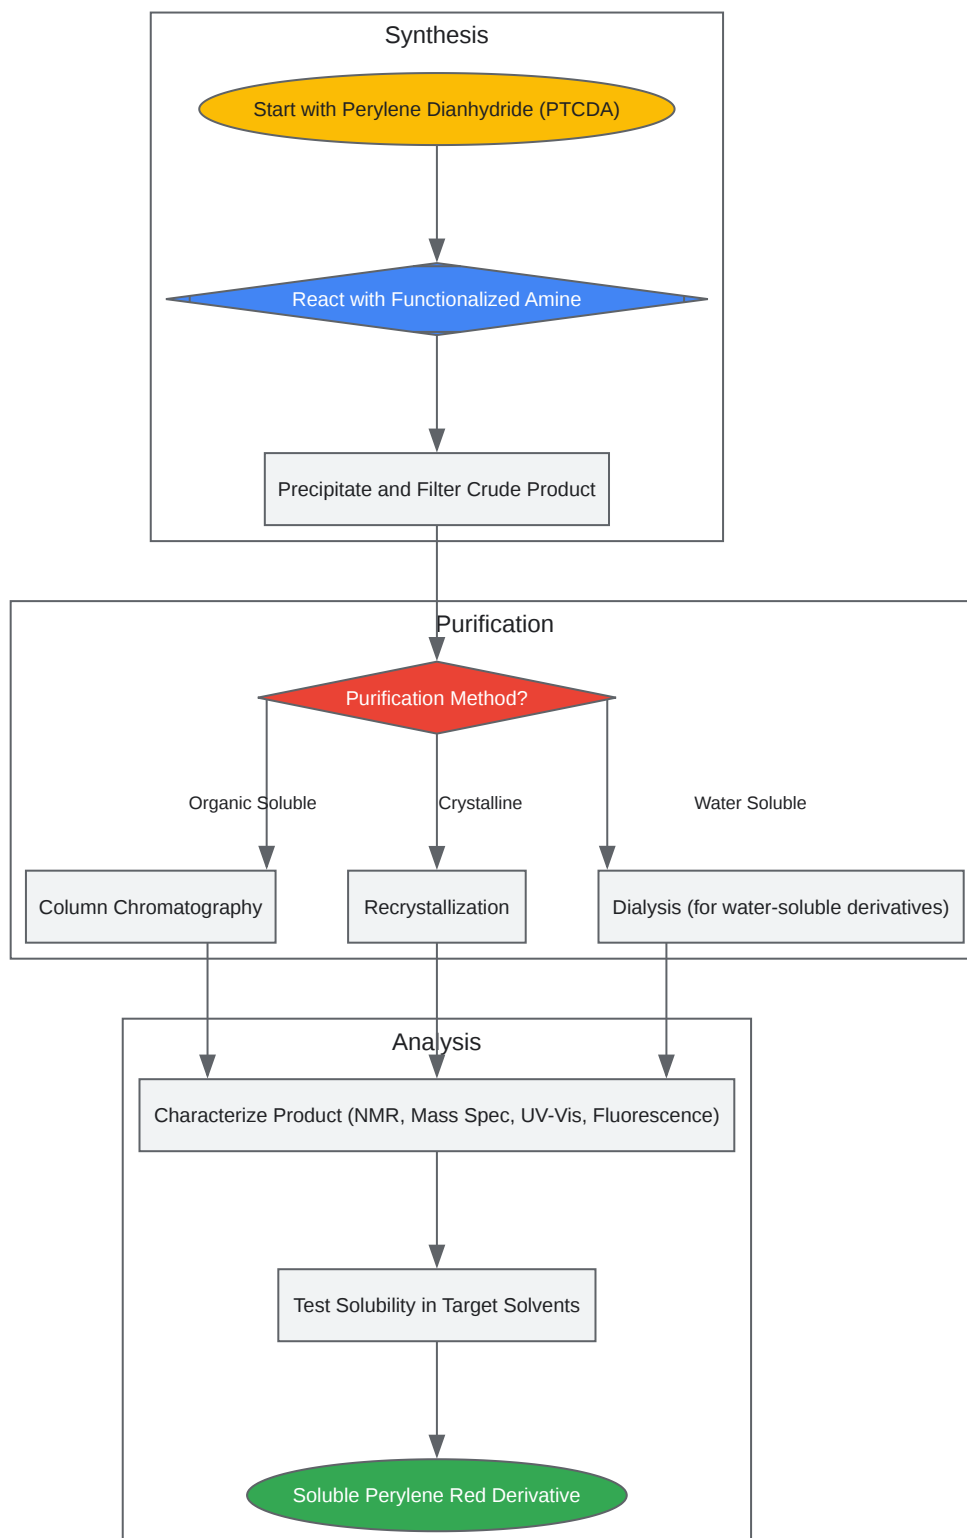 Synthesis
Start with Perylene Dianhydride (PTCDA)
React with Functionalized Amine
Precipitate and Filter Crude Product
Purification
Purification Method?
Organic Soluble
Crystalline
Water Soluble
Column Chromatography
Recrystallization
Dialysis (for water-soluble derivatives)
Analysis
Characterize Product (NMR, Mass Spec, UV-Vis, Fluorescence)
Test Solubility in Target Solvents
Soluble Perylene Red Derivative